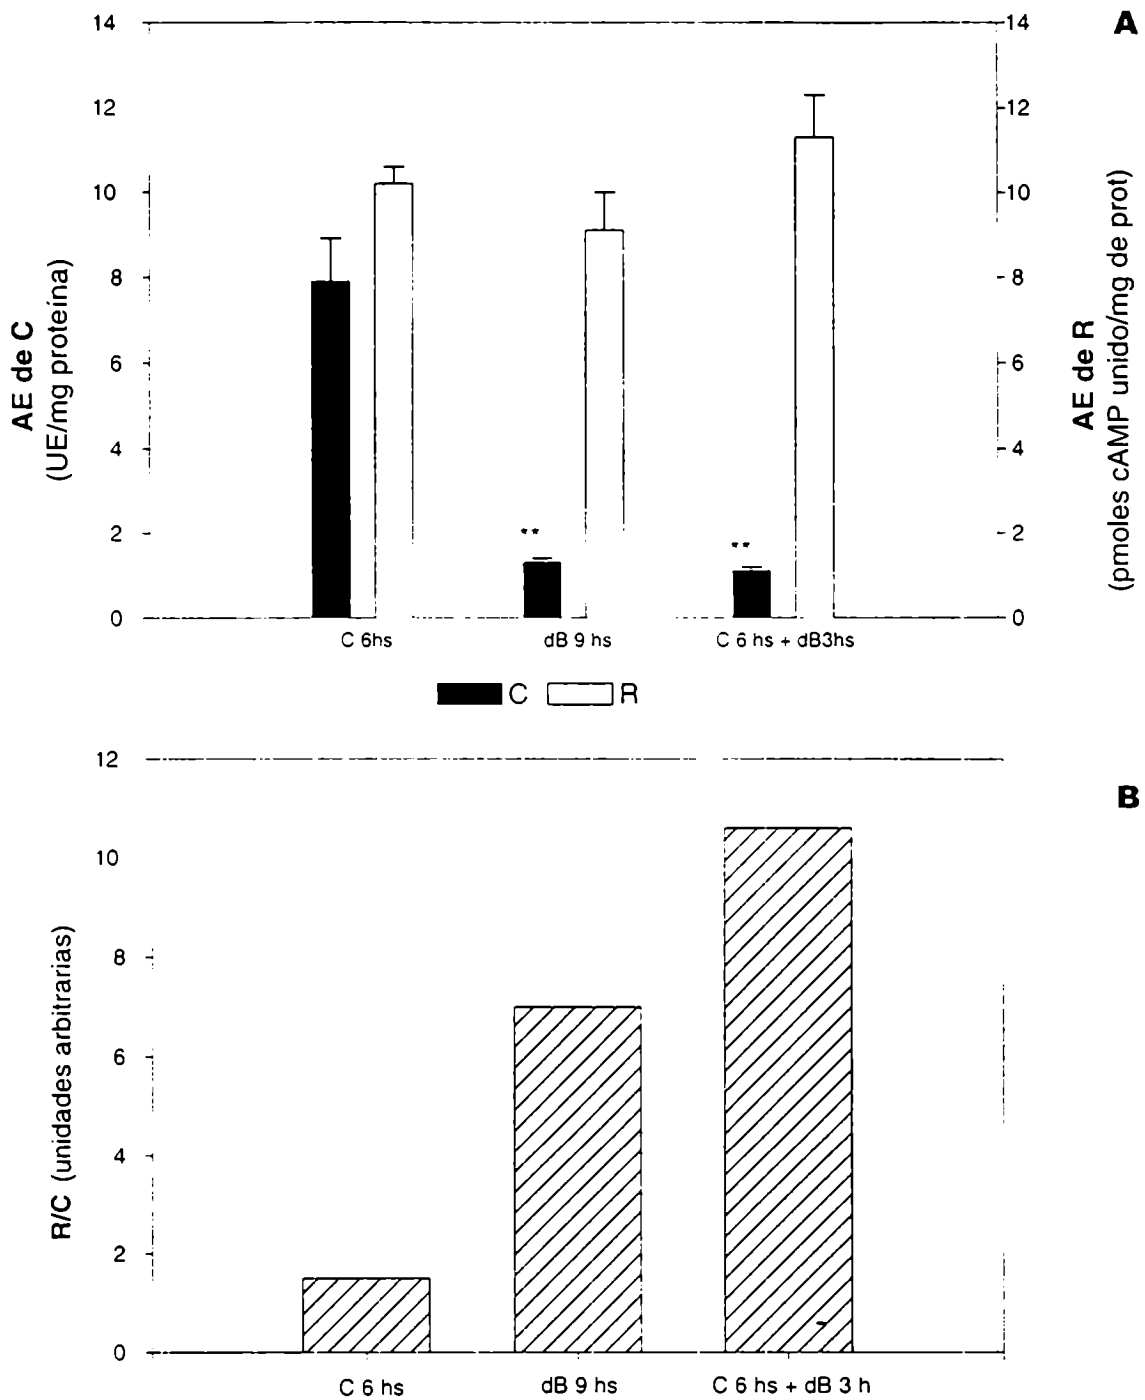 A
14
12
10
8
6
4
2
0
AE de C
(UE/mg proteína)
14
12
10
8
6
4
2
0
AE de R
(pmoles cAMP unido/mg de prot)
**
**
C 6hs
dB 9 hs
C 6 hs + dB3hs
C
R
B
12
10
8
6
4
2
0
R/C (unidades arbitrarias)
C 6 hs
dB 9 hs
C 6 hs + dB 3 h